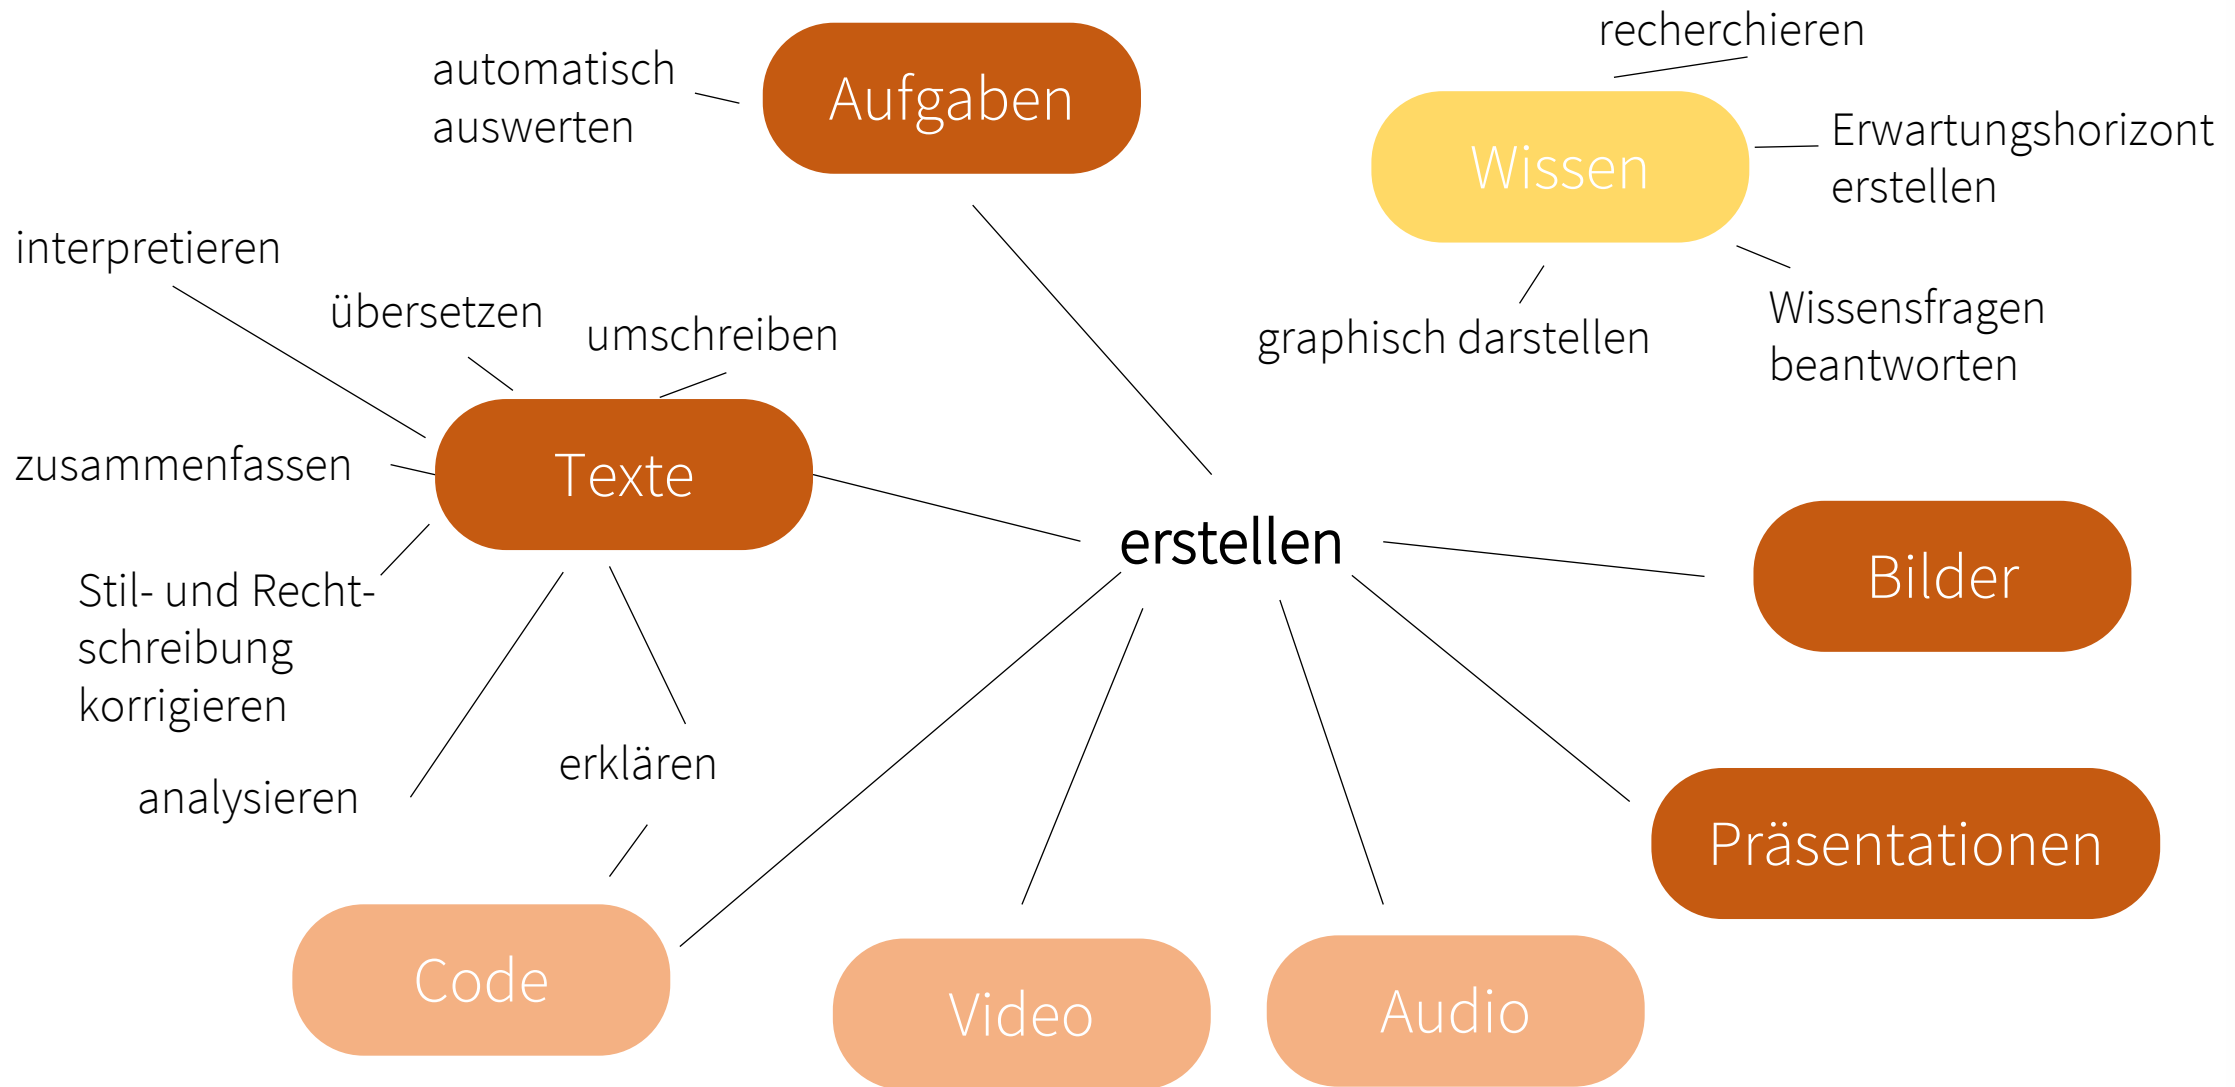 recherchieren
automatisch
auswerten
Aufgaben
Wissen
Erwartungshorizont
erstellen
interpretieren
übersetzen
umschreiben
graphisch darstellen
Wissensfragen
beantworten
zusammenfassen
Texte
erstellen
Bilder
Stil- und Recht-
schreibung
korrigieren
analysieren
erklären
Präsentationen
Code
Video
Audio